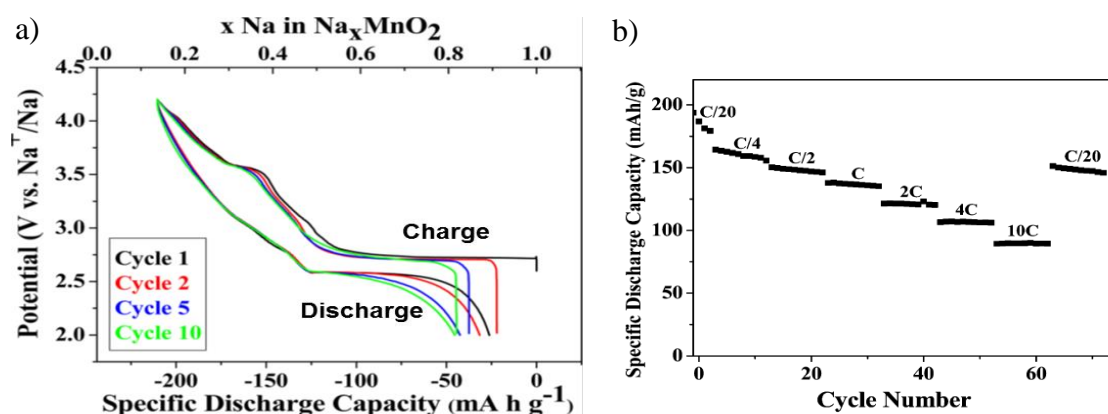 a)
x Na in NaₓMnO₂
0.0 0.2 0.4 0.6 0.8 1.0
Potential (V vs. Na⁺/Na)
4.5
4.0
3.5
3.0
2.5
2.0
Charge
Discharge
Cycle 1
Cycle 2
Cycle 5
Cycle 10
-200 -150 -100 -50 0
Specific Discharge Capacity (mA h g⁻¹)
b)
Specific Discharge Capacity (mAh/g)
200
150
100
50
0
C/20
C/4
C/2
C
2C
4C
10C
C/20
0 20 40 60
Cycle Number